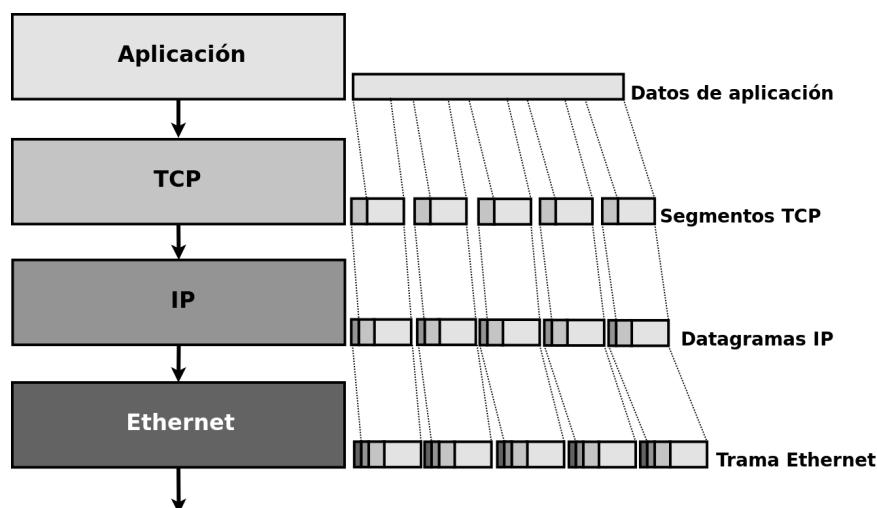 Aplicación
Datos de aplicación
TCP
Segmentos TCP
IP
Datagramas IP
Ethernet
Trama Ethernet